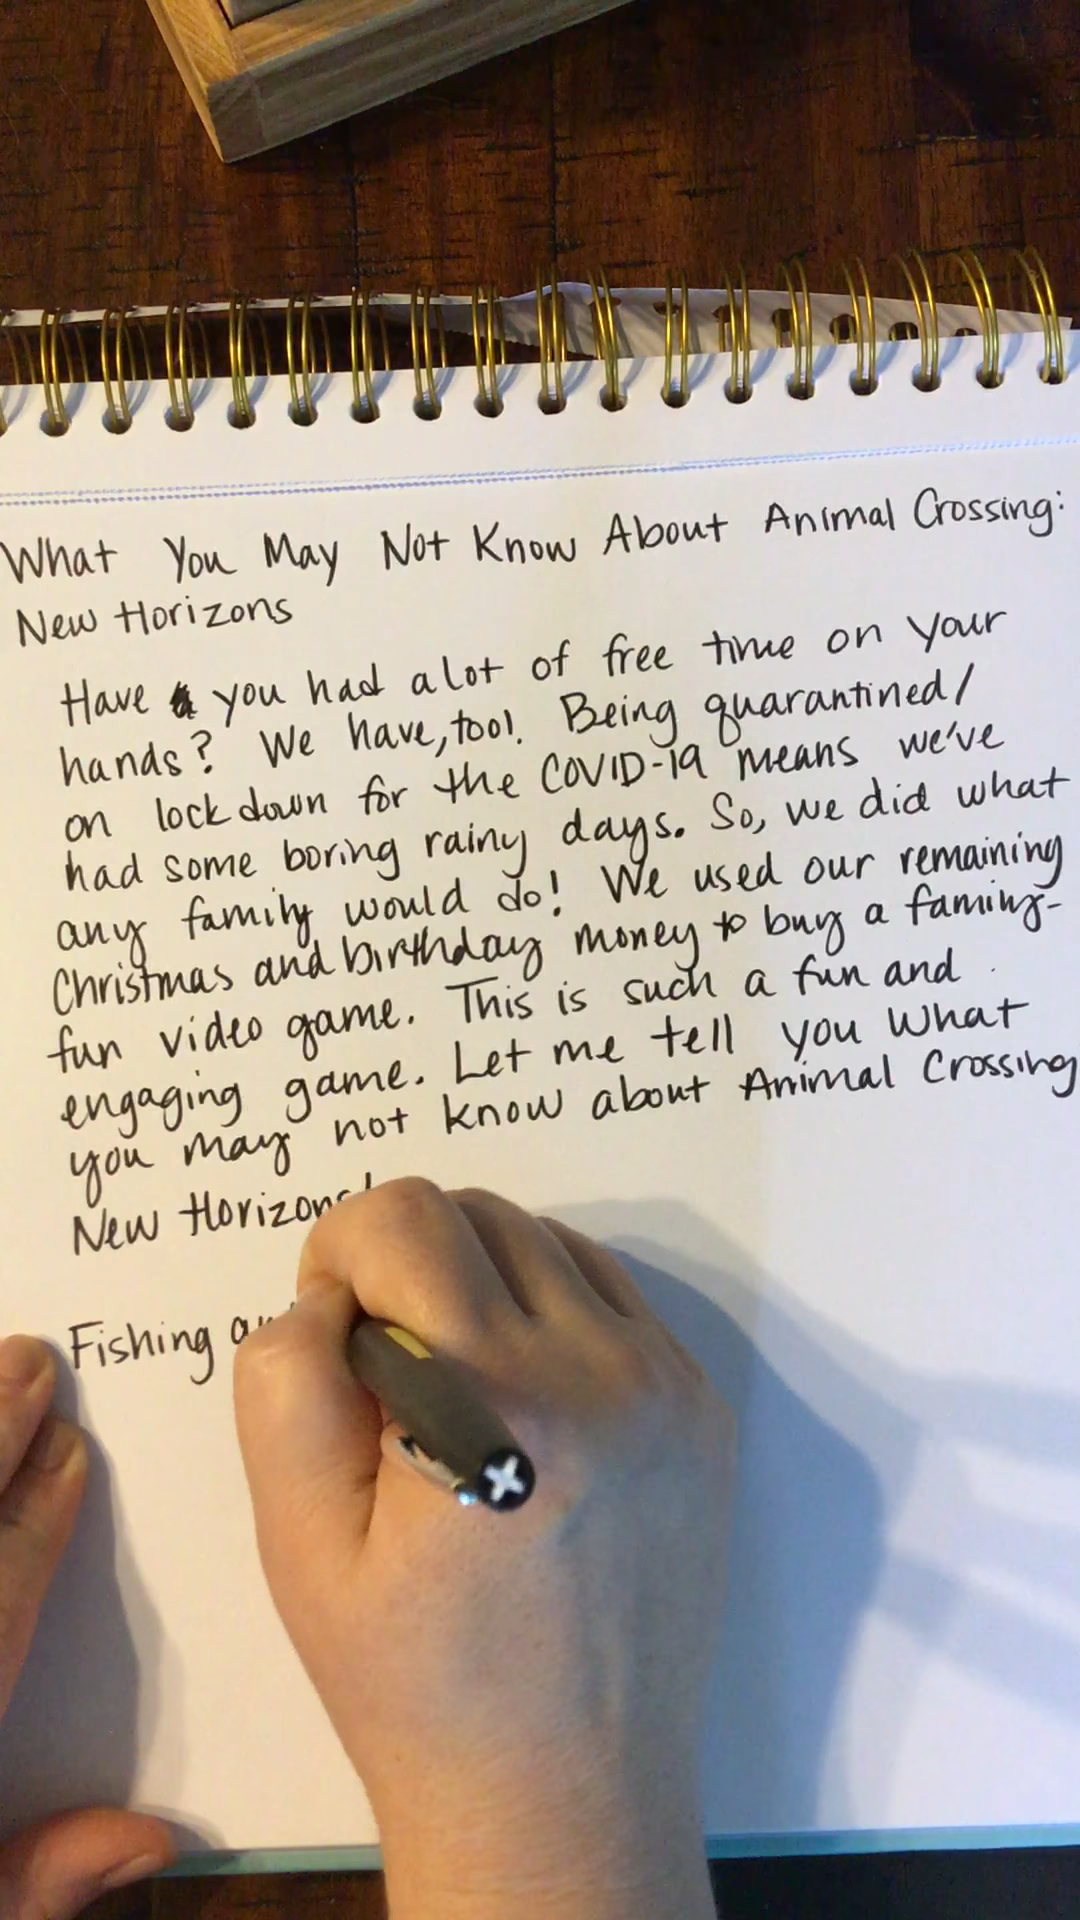 What You May Not Know About Animal Crossing:
New Horizons
Have you had a lot of free time on your
hands? We have, too! Being quarantined/
on lockdown for the COVID-19 means we've
had some boring rainy days. So, we did what
any family would do! We used our remaining
Christmas and birthday money to buy a family-
fun video game. This is such a fun and
engaging game. Let me tell you what
you may not know about Animal Crossing
New Horizons!
Fishing